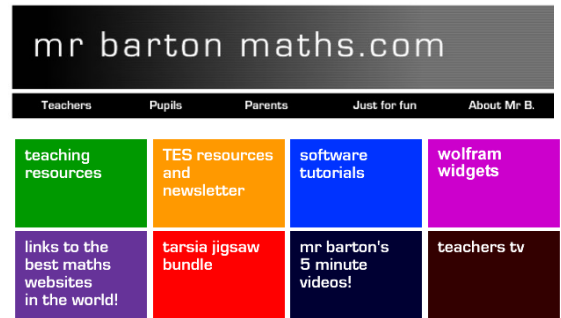 mr barton maths.com
Teachers Pupils Parents Just for fun About Mr B.
teaching
resources
TES resources
and
newsletter
software
tutorials
wolfram
widgets
links to the
best maths
websites
in the world!
tarsia jigsaw
bundle
mr barton's
5 minute
videos!
teachers tv